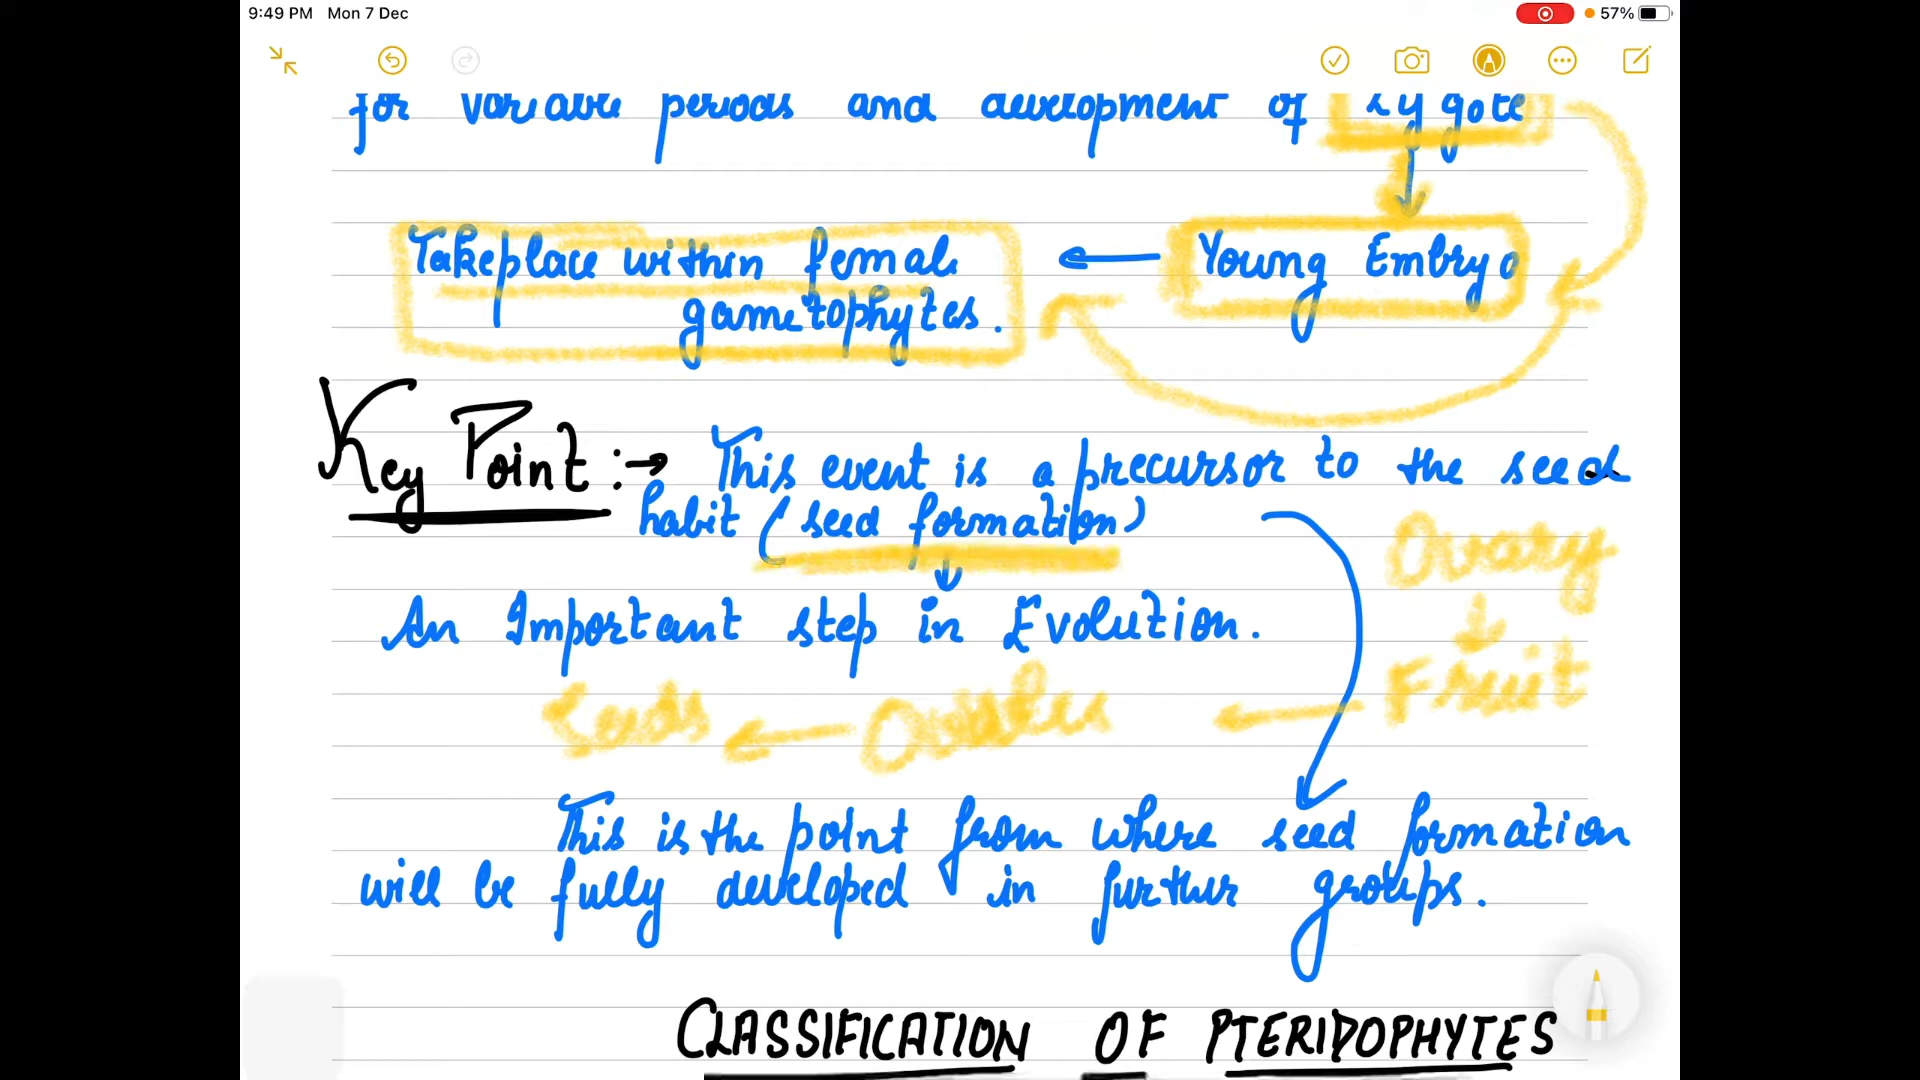 9:49 PM Mon 7 Dec
57%
for variable periods and development of zygote
Takeplace within female
gametophytes.
Young Embryo
Key Point :→ This event is a precursor to the seed
habit (seed formation)
Ovary
An Important step in Evolution.
Fruit
Seeds ← Ovules ←
This is the point from where seed formation
will be fully developed in further groups.
CLASSIFICATION OF PTERIDOPHYTES